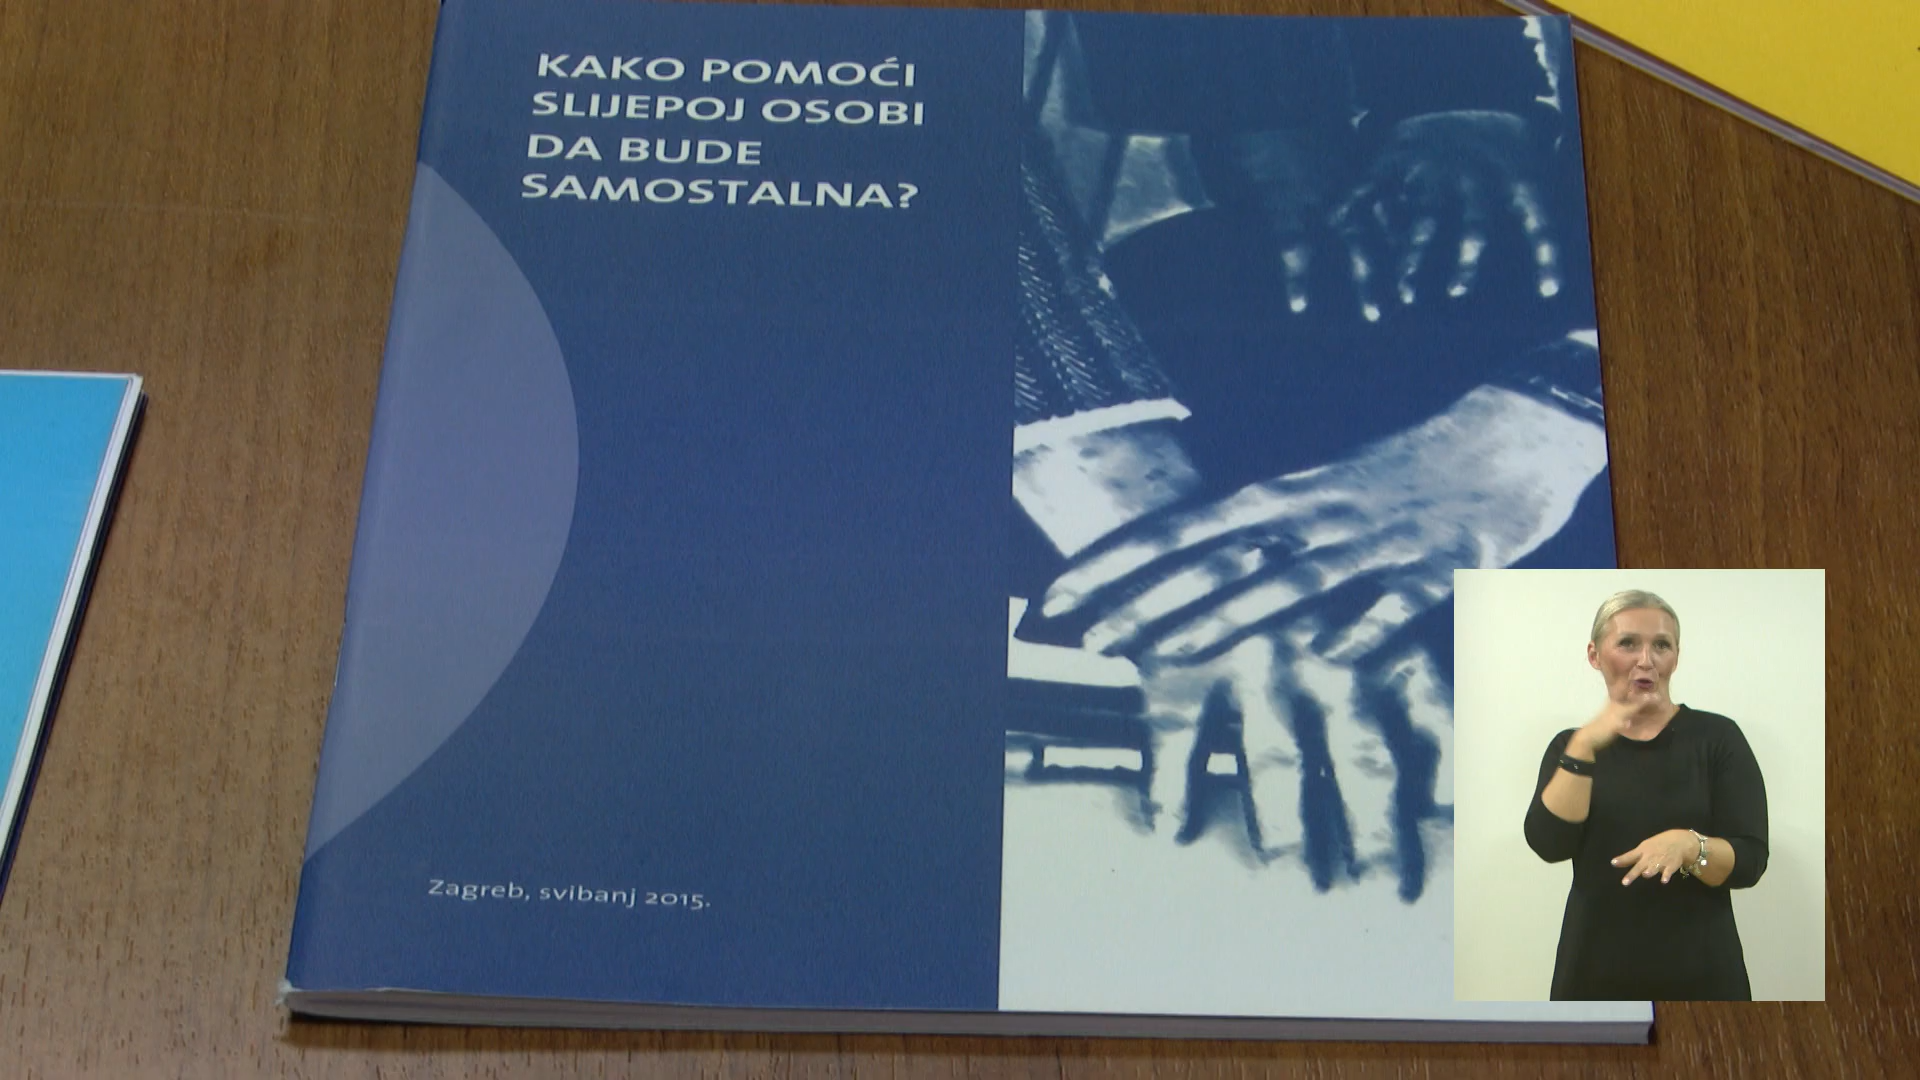 KAKO POMOĆI
SLIJEPOJ OSOBI
DA BUDE
SAMOSTALNA?
Zagreb, svibanj 2015.